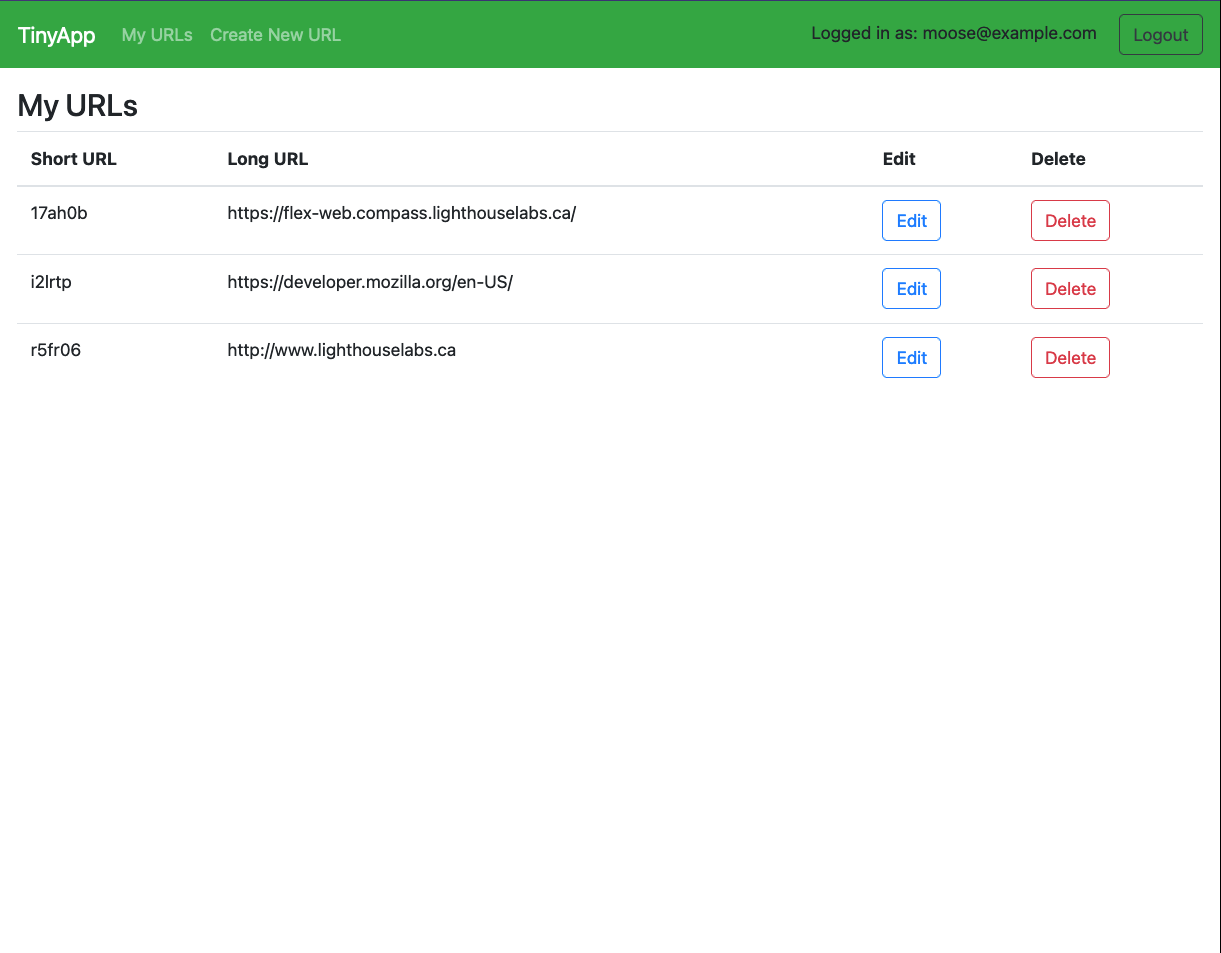 TinyApp My URLs Create New URL Logged in as: moose@example.com Logout
My URLs
Short URL Long URL Edit Delete
17ah0b https://flex-web.compass.lighthouselabs.ca/ Edit Delete
i2lrtp https://developer.mozilla.org/en-US/ Edit Delete
r5fr06 http://www.lighthouselabs.ca Edit Delete